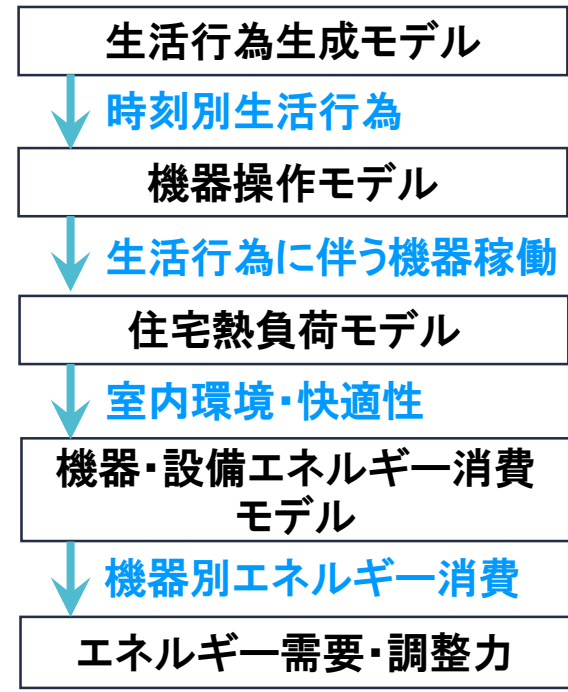 生活行為生成モデル
時刻別生活行為
機器操作モデル
生活行為に伴う機器稼働
住宅熱負荷モデル
室内環境・快適性
機器・設備エネルギー消費
モデル
機器別エネルギー消費
エネルギー需要・調整力